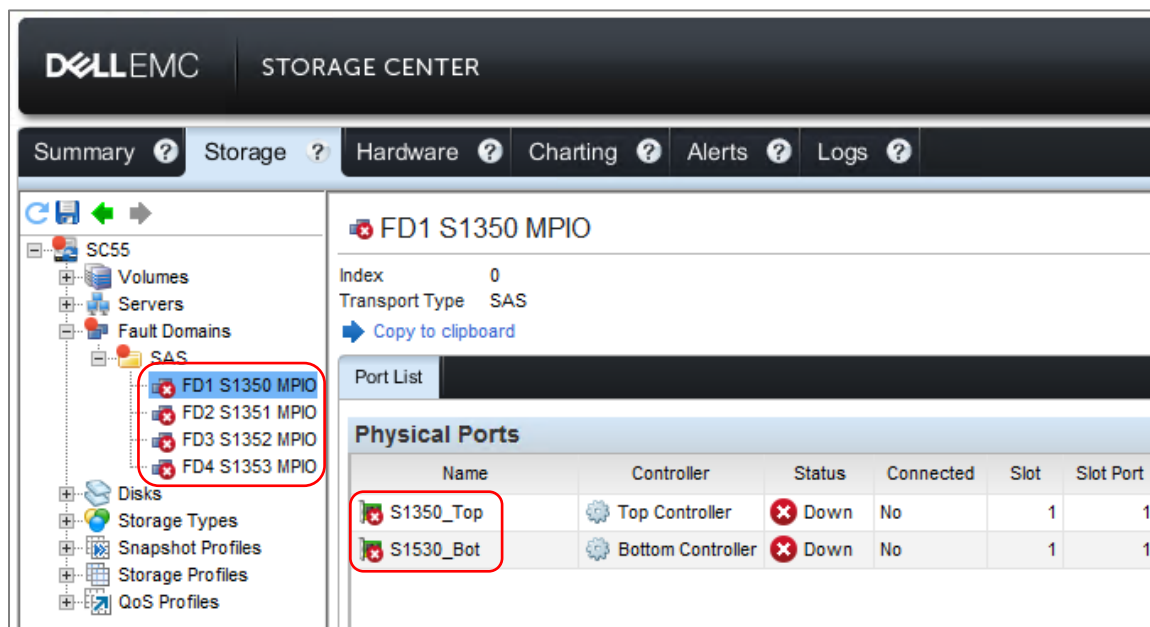 DELLEMC STORAGE CENTER
Summary ? Storage ? Hardware ? Charting ? Alerts ? Logs ?
SC55
Volumes
Servers
Fault Domains
SAS
FD1 S1350 MPIO
FD2 S1351 MPIO
FD3 S1352 MPIO
FD4 S1353 MPIO
Disks
Storage Types
Snapshot Profiles
Storage Profiles
QoS Profiles
FD1 S1350 MPIO
Index 0
Transport Type SAS
Copy to clipboard
Port List
Physical Ports
Name Controller Status Connected Slot Slot Port
S1350_Top Top Controller Down No 1 1
S1530_Bot Bottom Controller Down No 1 1